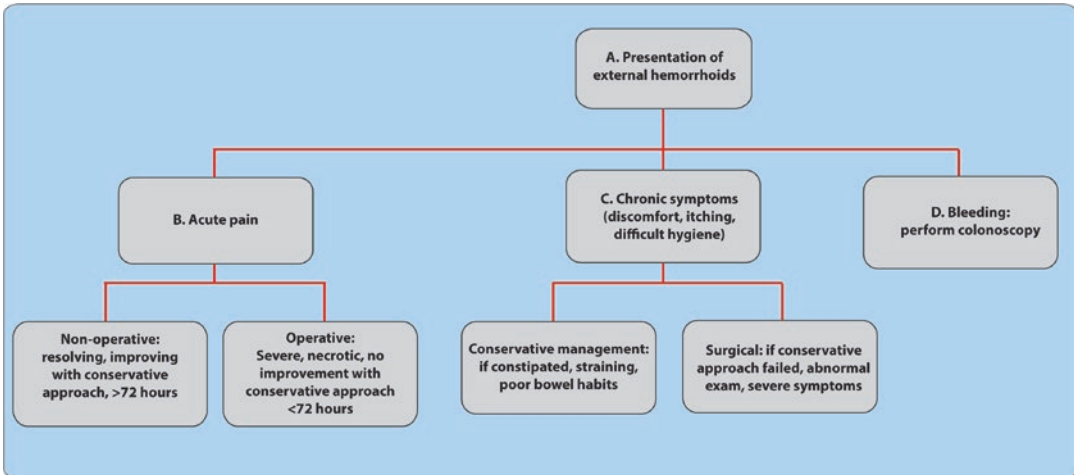 A. Presentation of
external hemorrhoids
B. Acute pain
C. Chronic symptoms
(discomfort, itching,
difficult hygiene)
D. Bleeding:
perform colonoscopy
Non-operative:
resolving, improving
with conservative
approach, >72 hours
Operative:
Severe, necrotic, no
improvement with
conservative approach
<72 hours
Conservative management:
if constipated, straining,
poor bowel habits
Surgical: if conservative
approach failed, abnormal
exam, severe symptoms